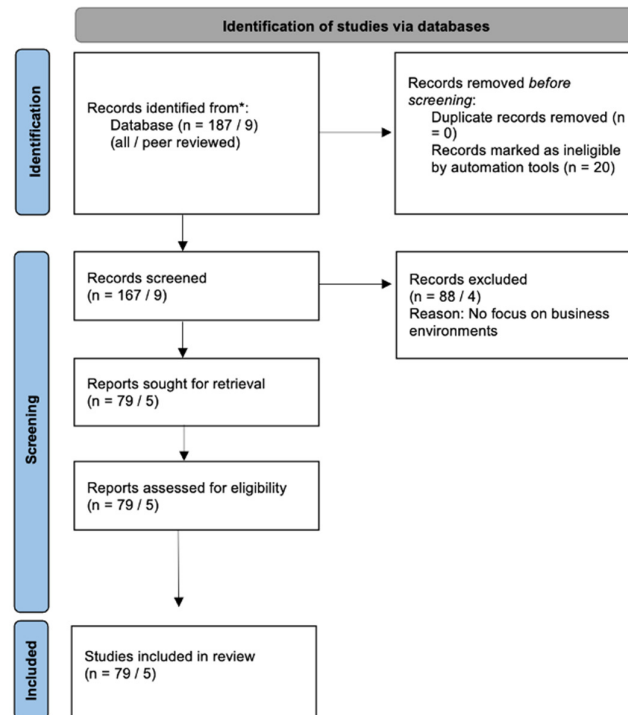 Identification of studies via databases
Identification
Records identified from*:
Database (n = 187 / 9)
(all / peer reviewed)
Records removed before
screening:
Duplicate records removed (n
= 0)
Records marked as ineligible
by automation tools (n = 20)
Screening
Records screened
(n = 167 / 9)
Records excluded
(n = 88 / 4)
Reason: No focus on business
environments
Reports sought for retrieval
(n = 79 / 5)
Reports assessed for eligibility
(n = 79 / 5)
Included
Studies included in review
(n = 79 / 5)